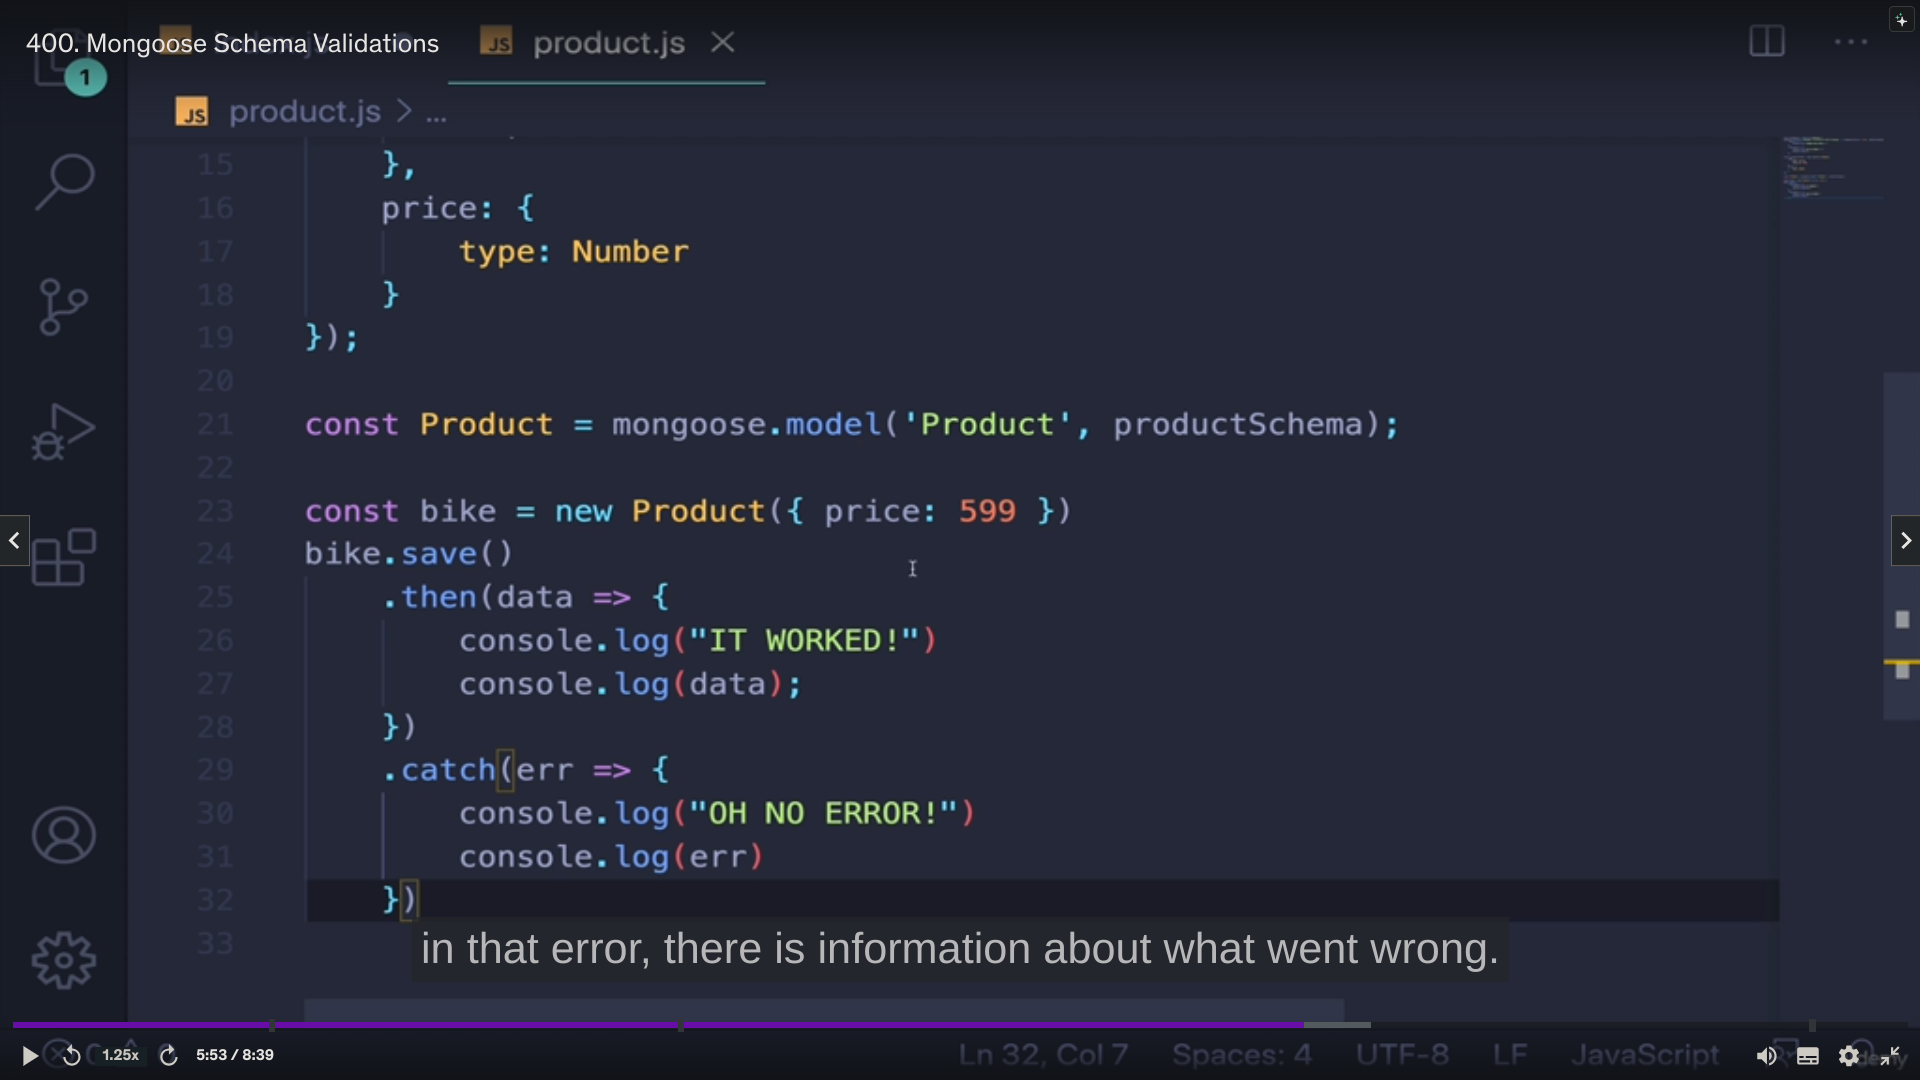 400. Mongoose Schema Validations
JS product.js
1
JS product.js > ...
15 },
16 price: {
17 type: Number
18 }
19 });
20
21 const Product = mongoose.model('Product', productSchema);
22
23 const bike = new Product({ price: 599 })
24 bike.save()
25 .then(data => {
26 console.log("IT WORKED!")
27 console.log(data);
28 })
29 .catch(err => {
30 console.log("OH NO ERROR!")
31 console.log(err)
32 })
33
in that error, there is information about what went wrong.
1.25x 5:53 / 8:39 Ln 32, Col 7 Spaces: 4 UTF-8 LF JavaScript